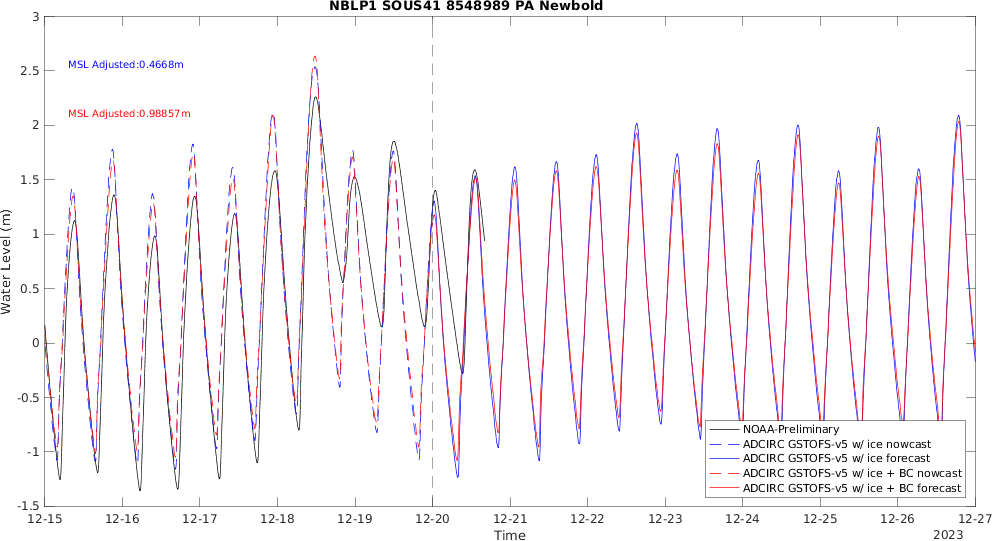 NBLP1 SOUS41 8548989 PA Newbold
MSL Adjusted:0.4668m
MSL Adjusted:0.98857m
Water Level (m)
3
2.5
2
1.5
1
0.5
0
-0.5
-1
-1.5
NOAA-Preliminary
ADCIRC GSTOFS-v5 w/ ice nowcast
ADCIRC GSTOFS-v5 w/ ice forecast
ADCIRC GSTOFS-v5 w/ ice + BC nowcast
ADCIRC GSTOFS-v5 w/ ice + BC forecast
12-15 12-16 12-17 12-18 12-19 12-20 12-21 12-22 12-23 12-24 12-25 12-26 12-27
Time
2023